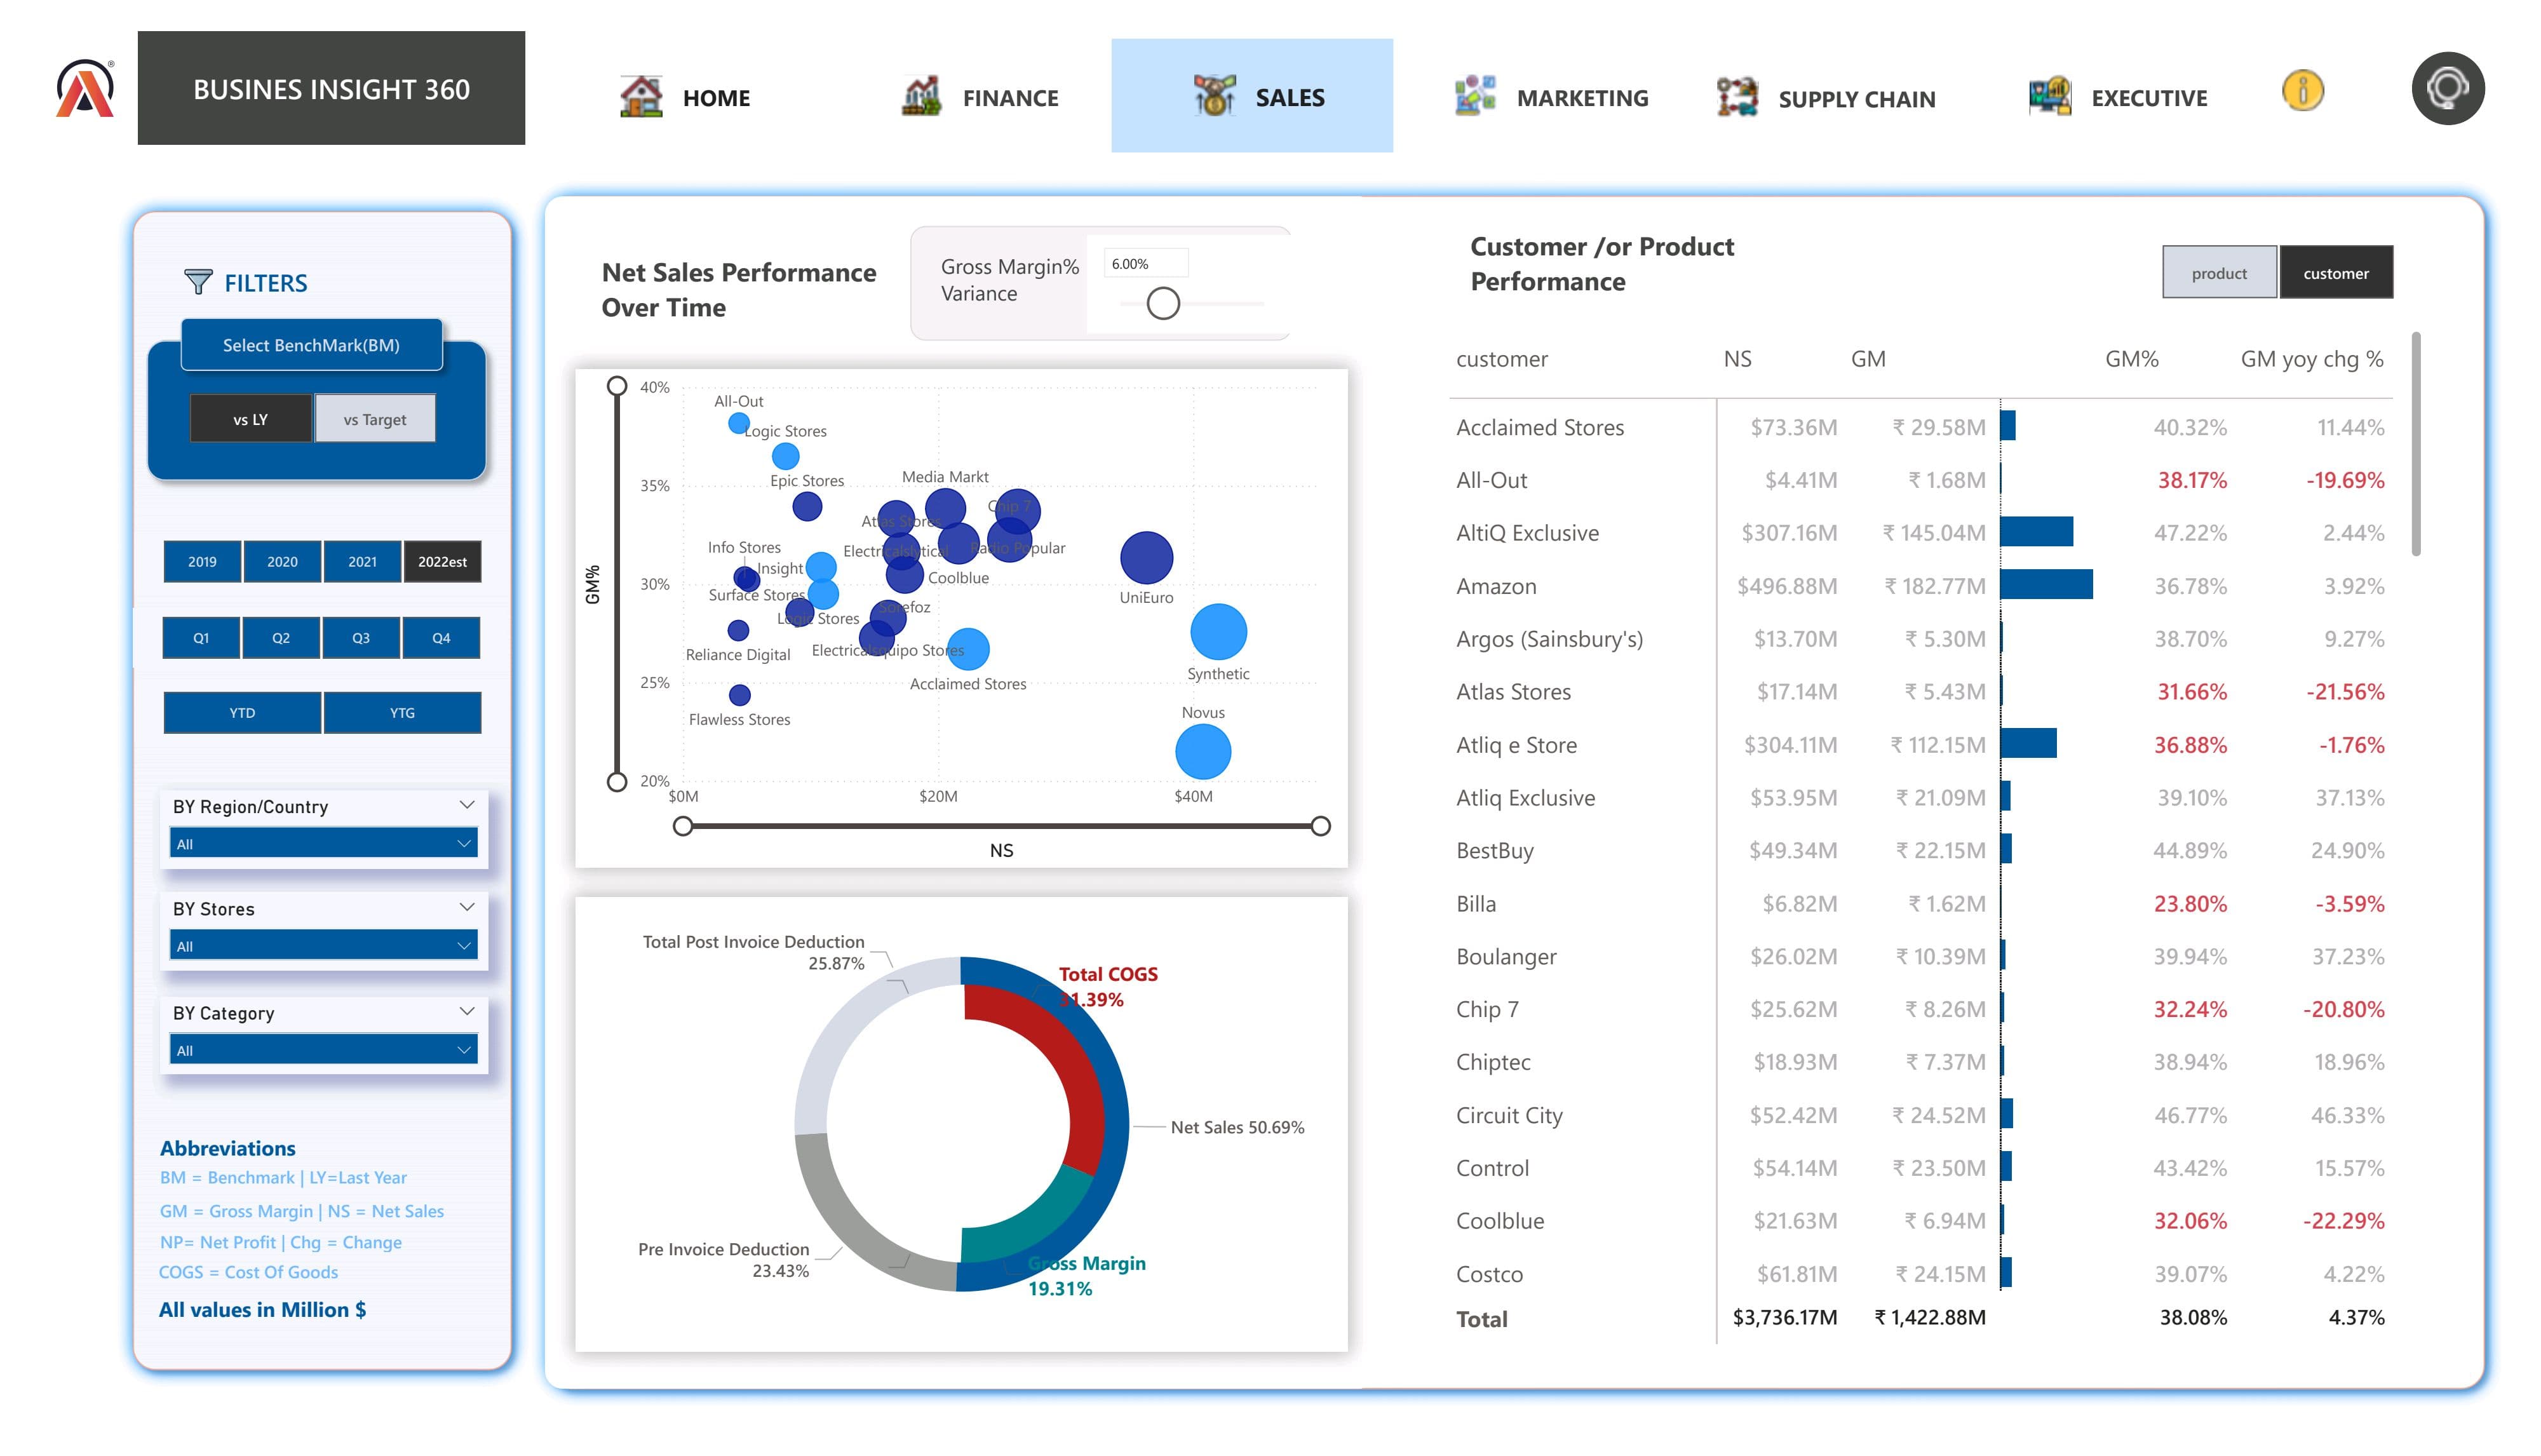 ®
BUSINES INSIGHT 360
HOME
FINANCE
SALES
MARKETING
SUPPLY CHAIN
EXECUTIVE
FILTERS
Select BenchMark(BM)
vs LY
vs Target
2019 2020 2021 2022est
Q1 Q2 Q3 Q4
YTD YTG
BY Region/Country
All
BY Stores
All
BY Category
All
Abbreviations
BM = Benchmark | LY=Last Year
GM = Gross Margin | NS = Net Sales
NP= Net Profit | Chg = Change
COGS = Cost Of Goods
All values in Million $
Net Sales Performance
Over Time
Gross Margin%
Variance
6.00%
GM%
40%
35%
30%
25%
20%
$0M $20M $40M
NS
All-Out
Logic Stores
Epic Stores
Media Markt
Chip 7
Atlas Stores
Info Stores
Electricalslytical
Radio Popular
Insight
Coolblue
Surface Stores
UniEuro
Sorefoz
Logic Stores
Reliance Digital
Electricalsquipo Stores
Synthetic
Acclaimed Stores
Flawless Stores
Novus
Total Post Invoice Deduction
25.87%
Total COGS
31.39%
Net Sales 50.69%
Pre Invoice Deduction
23.43%
Gross Margin
19.31%
Customer /or Product
Performance
product
customer
customer NS GM GM% GM yoy chg %
Acclaimed Stores $73.36M ₹ 29.58M 40.32% 11.44%
All-Out $4.41M ₹ 1.68M 38.17% -19.69%
AltiQ Exclusive $307.16M ₹ 145.04M 47.22% 2.44%
Amazon $496.88M ₹ 182.77M 36.78% 3.92%
Argos (Sainsbury's) $13.70M ₹ 5.30M 38.70% 9.27%
Atlas Stores $17.14M ₹ 5.43M 31.66% -21.56%
Atliq e Store $304.11M ₹ 112.15M 36.88% -1.76%
Atliq Exclusive $53.95M ₹ 21.09M 39.10% 37.13%
BestBuy $49.34M ₹ 22.15M 44.89% 24.90%
Billa $6.82M ₹ 1.62M 23.80% -3.59%
Boulanger $26.02M ₹ 10.39M 39.94% 37.23%
Chip 7 $25.62M ₹ 8.26M 32.24% -20.80%
Chiptec $18.93M ₹ 7.37M 38.94% 18.96%
Circuit City $52.42M ₹ 24.52M 46.77% 46.33%
Control $54.14M ₹ 23.50M 43.42% 15.57%
Coolblue $21.63M ₹ 6.94M 32.06% -22.29%
Costco $61.81M ₹ 24.15M 39.07% 4.22%
Total $3,736.17M ₹ 1,422.88M 38.08% 4.37%